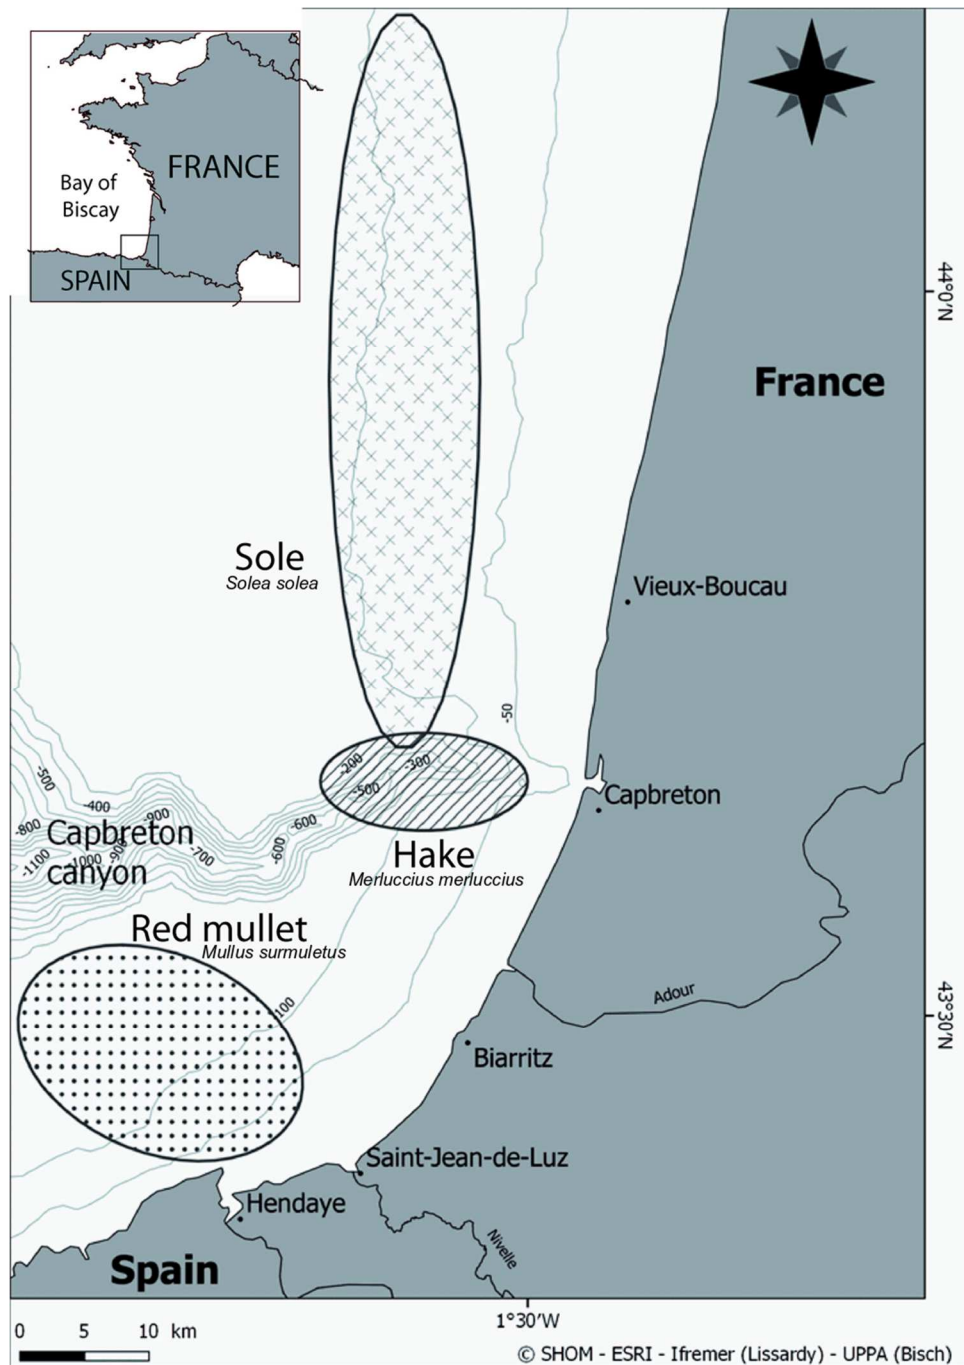 FRANCE
Bay of
Biscay
SPAIN
44°0'N
France
Sole
Solea solea
Vieux-Boucau
-50
-200
-300
-500
-500
-400
-900
-600
Capbreton
-800
Capbreton
canyon
-1100
-1000
-900
-700
-600
Hake
Merluccius merluccius
Red mullet
Mullus surmuletus
-100
Adour
43°30'N
Biarritz
Saint-Jean-de-Luz
Hendaye
Nivelle
Spain
0 5 10 km
1°30'W
© SHOM - ESRI - Ifremer (Lissardy) - UPPA (Bisch)